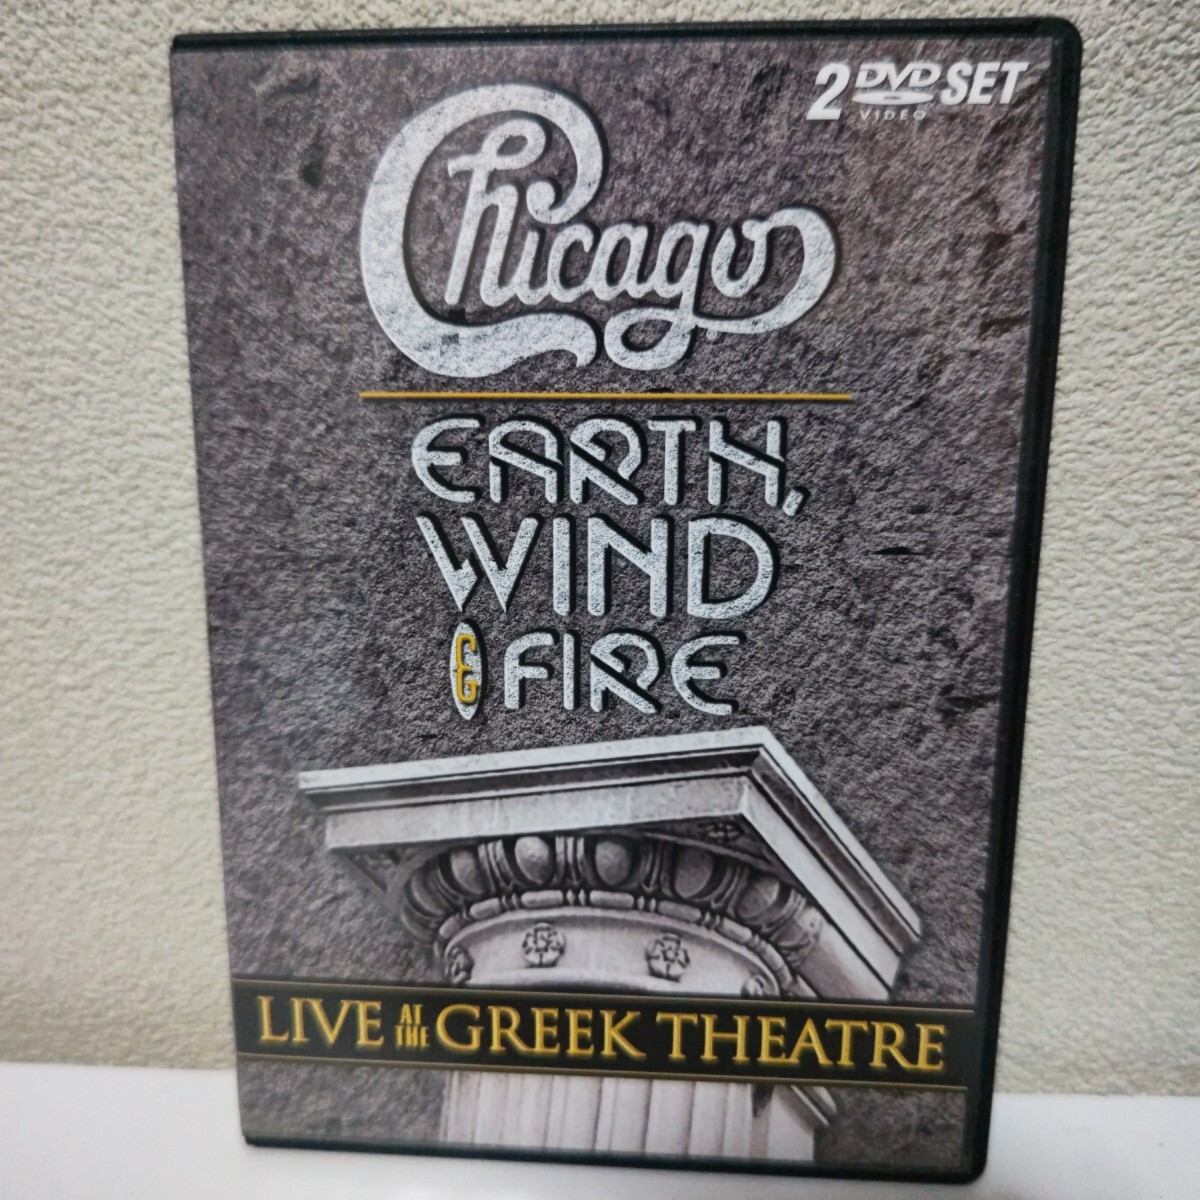 2 DVD SET
VIDEO
Chicago
EARTH,
WIND
& FIRE
LIVE AT THE GREEK THEATRE